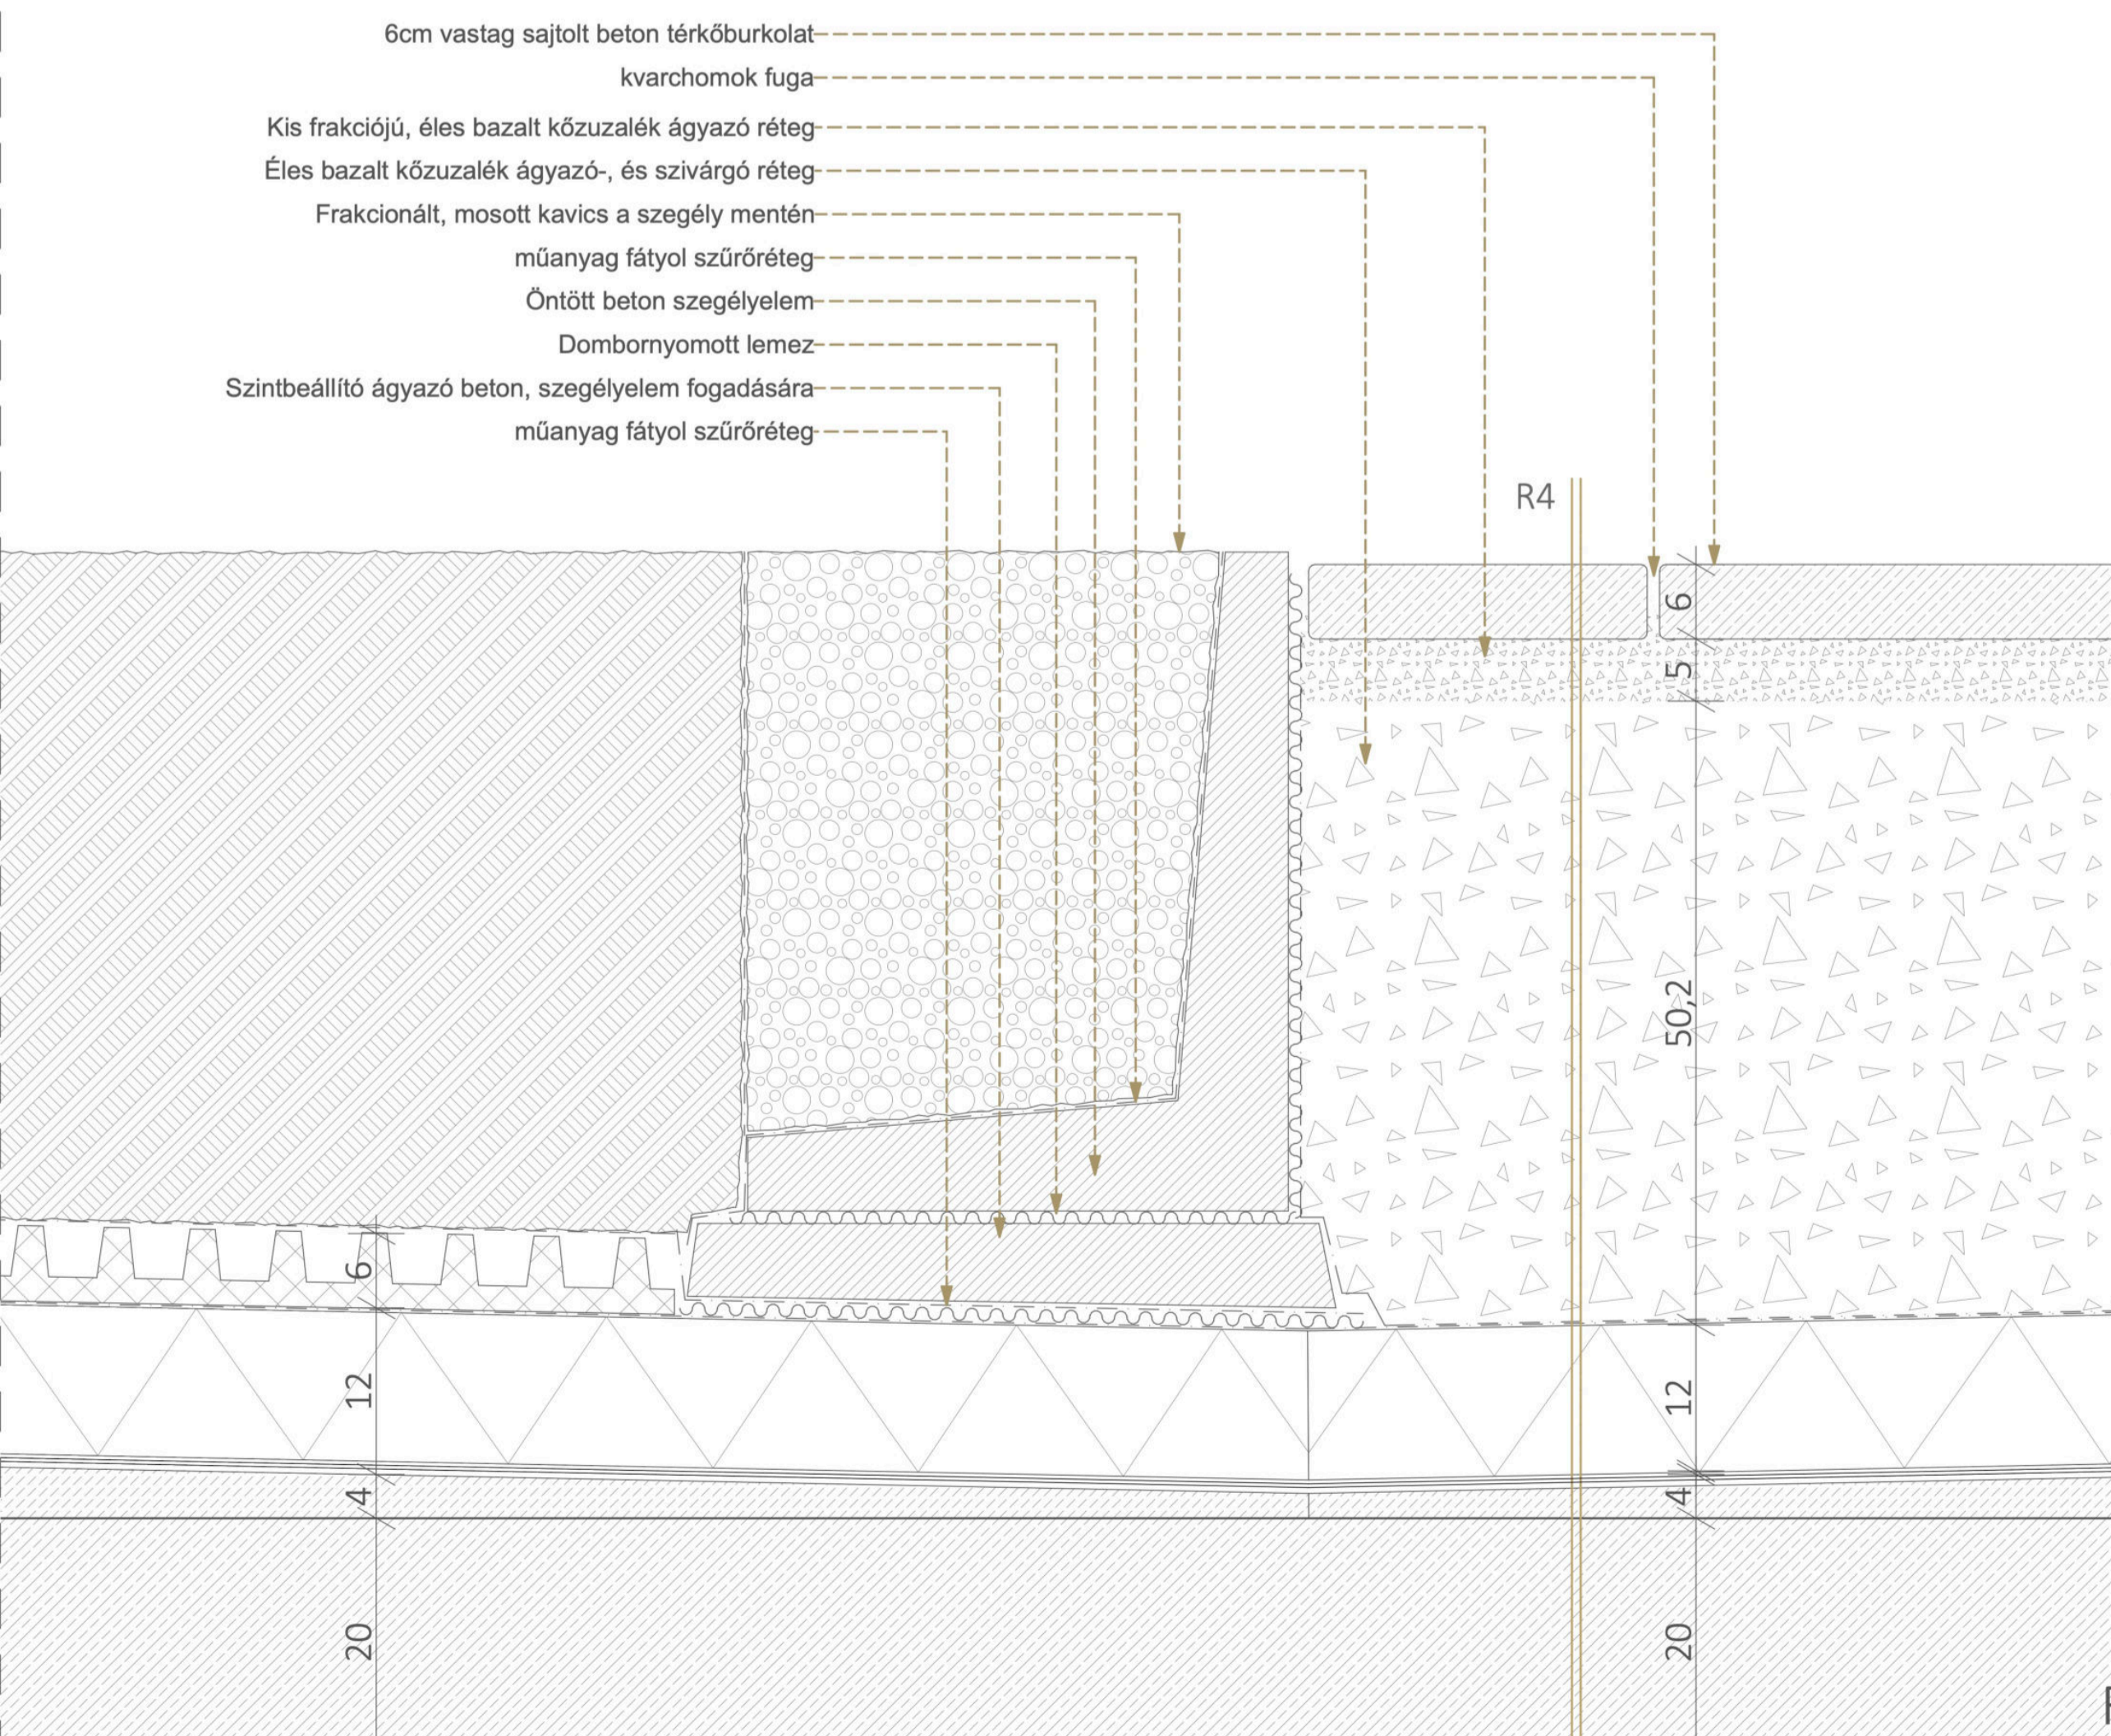 6cm vastag sajtolt beton térkőburkolat
kvarchomok fuga
Kis frakciójú, éles bazalt kőzuzalék ágyazó réteg
Éles bazalt kőzuzalék ágyazó-, és szivárgó réteg
Frakcionált, mosott kavics a szegély mentén
műanyag fátyol szűrőréteg
Öntött beton szegélyelem
Dombornyomott lemez
Szintbeállító ágyazó beton, szegélyelem fogadására
műanyag fátyol szűrőréteg
R4
6
5
50,2
12
4
20
6
12
4
20